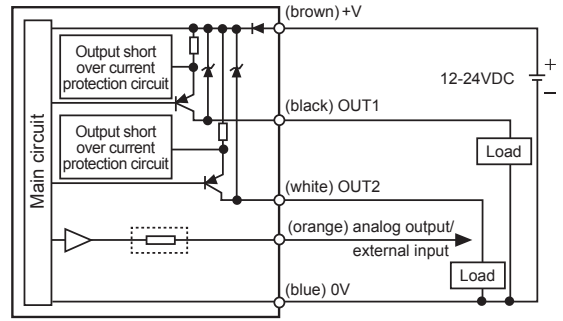 (brown) +V
Output short
over current
protection circuit
12-24VDC
+
−
(black) OUT1
Main circuit
Output short
over current
protection circuit
Load
(white) OUT2
(orange) analog output/
external input
Load
(blue) 0V